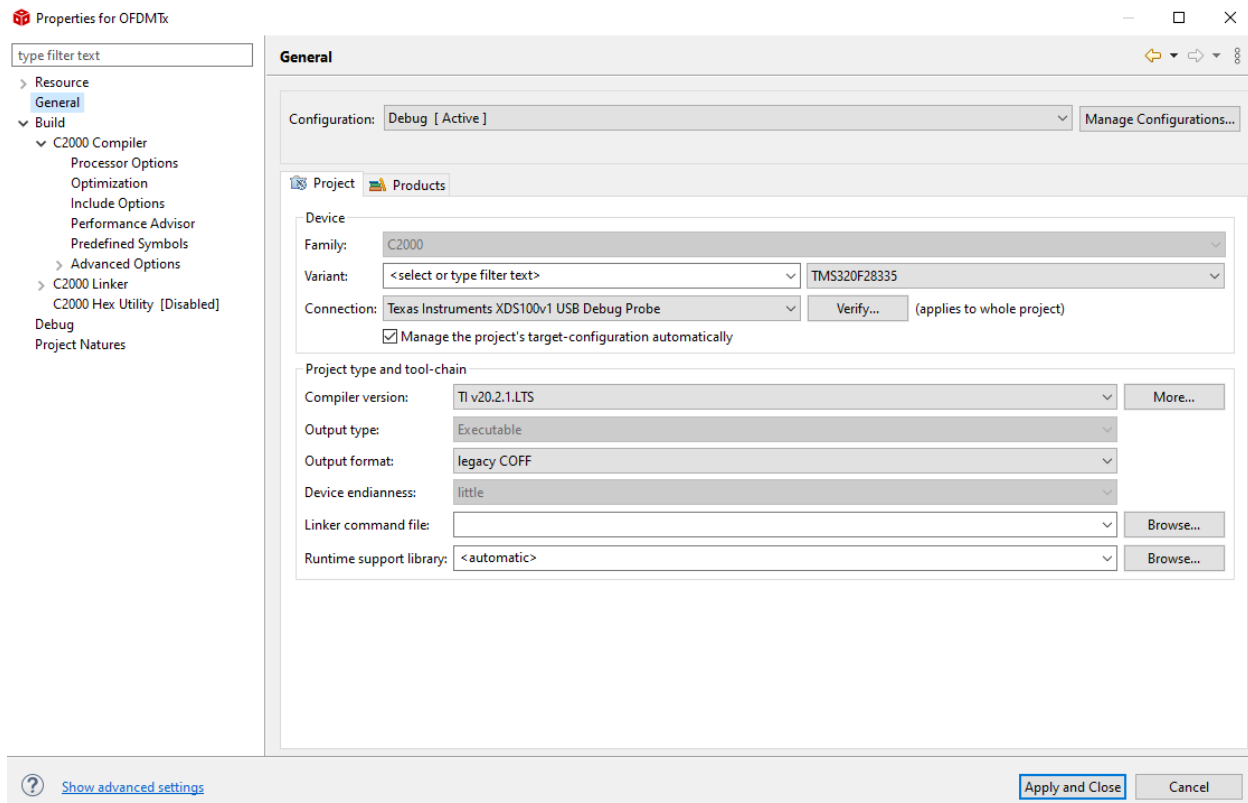 Properties for OFDMTx
type filter text
General
Resource
General
Build
C2000 Compiler
Processor Options
Optimization
Include Options
Performance Advisor
Predefined Symbols
Advanced Options
C2000 Linker
C2000 Hex Utility [Disabled]
Debug
Project Natures
Configuration: Debug [ Active ] Manage Configurations...
Project Products
Device
Family: C2000
Variant: <select or type filter text> TMS320F28335
Connection: Texas Instruments XDS100v1 USB Debug Probe Verify... (applies to whole project)
Manage the project's target-configuration automatically
Project type and tool-chain
Compiler version: TI v20.2.1.LTS More...
Output type: Executable
Output format: legacy COFF
Device endianness: little
Linker command file: Browse...
Runtime support library: <automatic> Browse...
? Show advanced settings Apply and Close Cancel